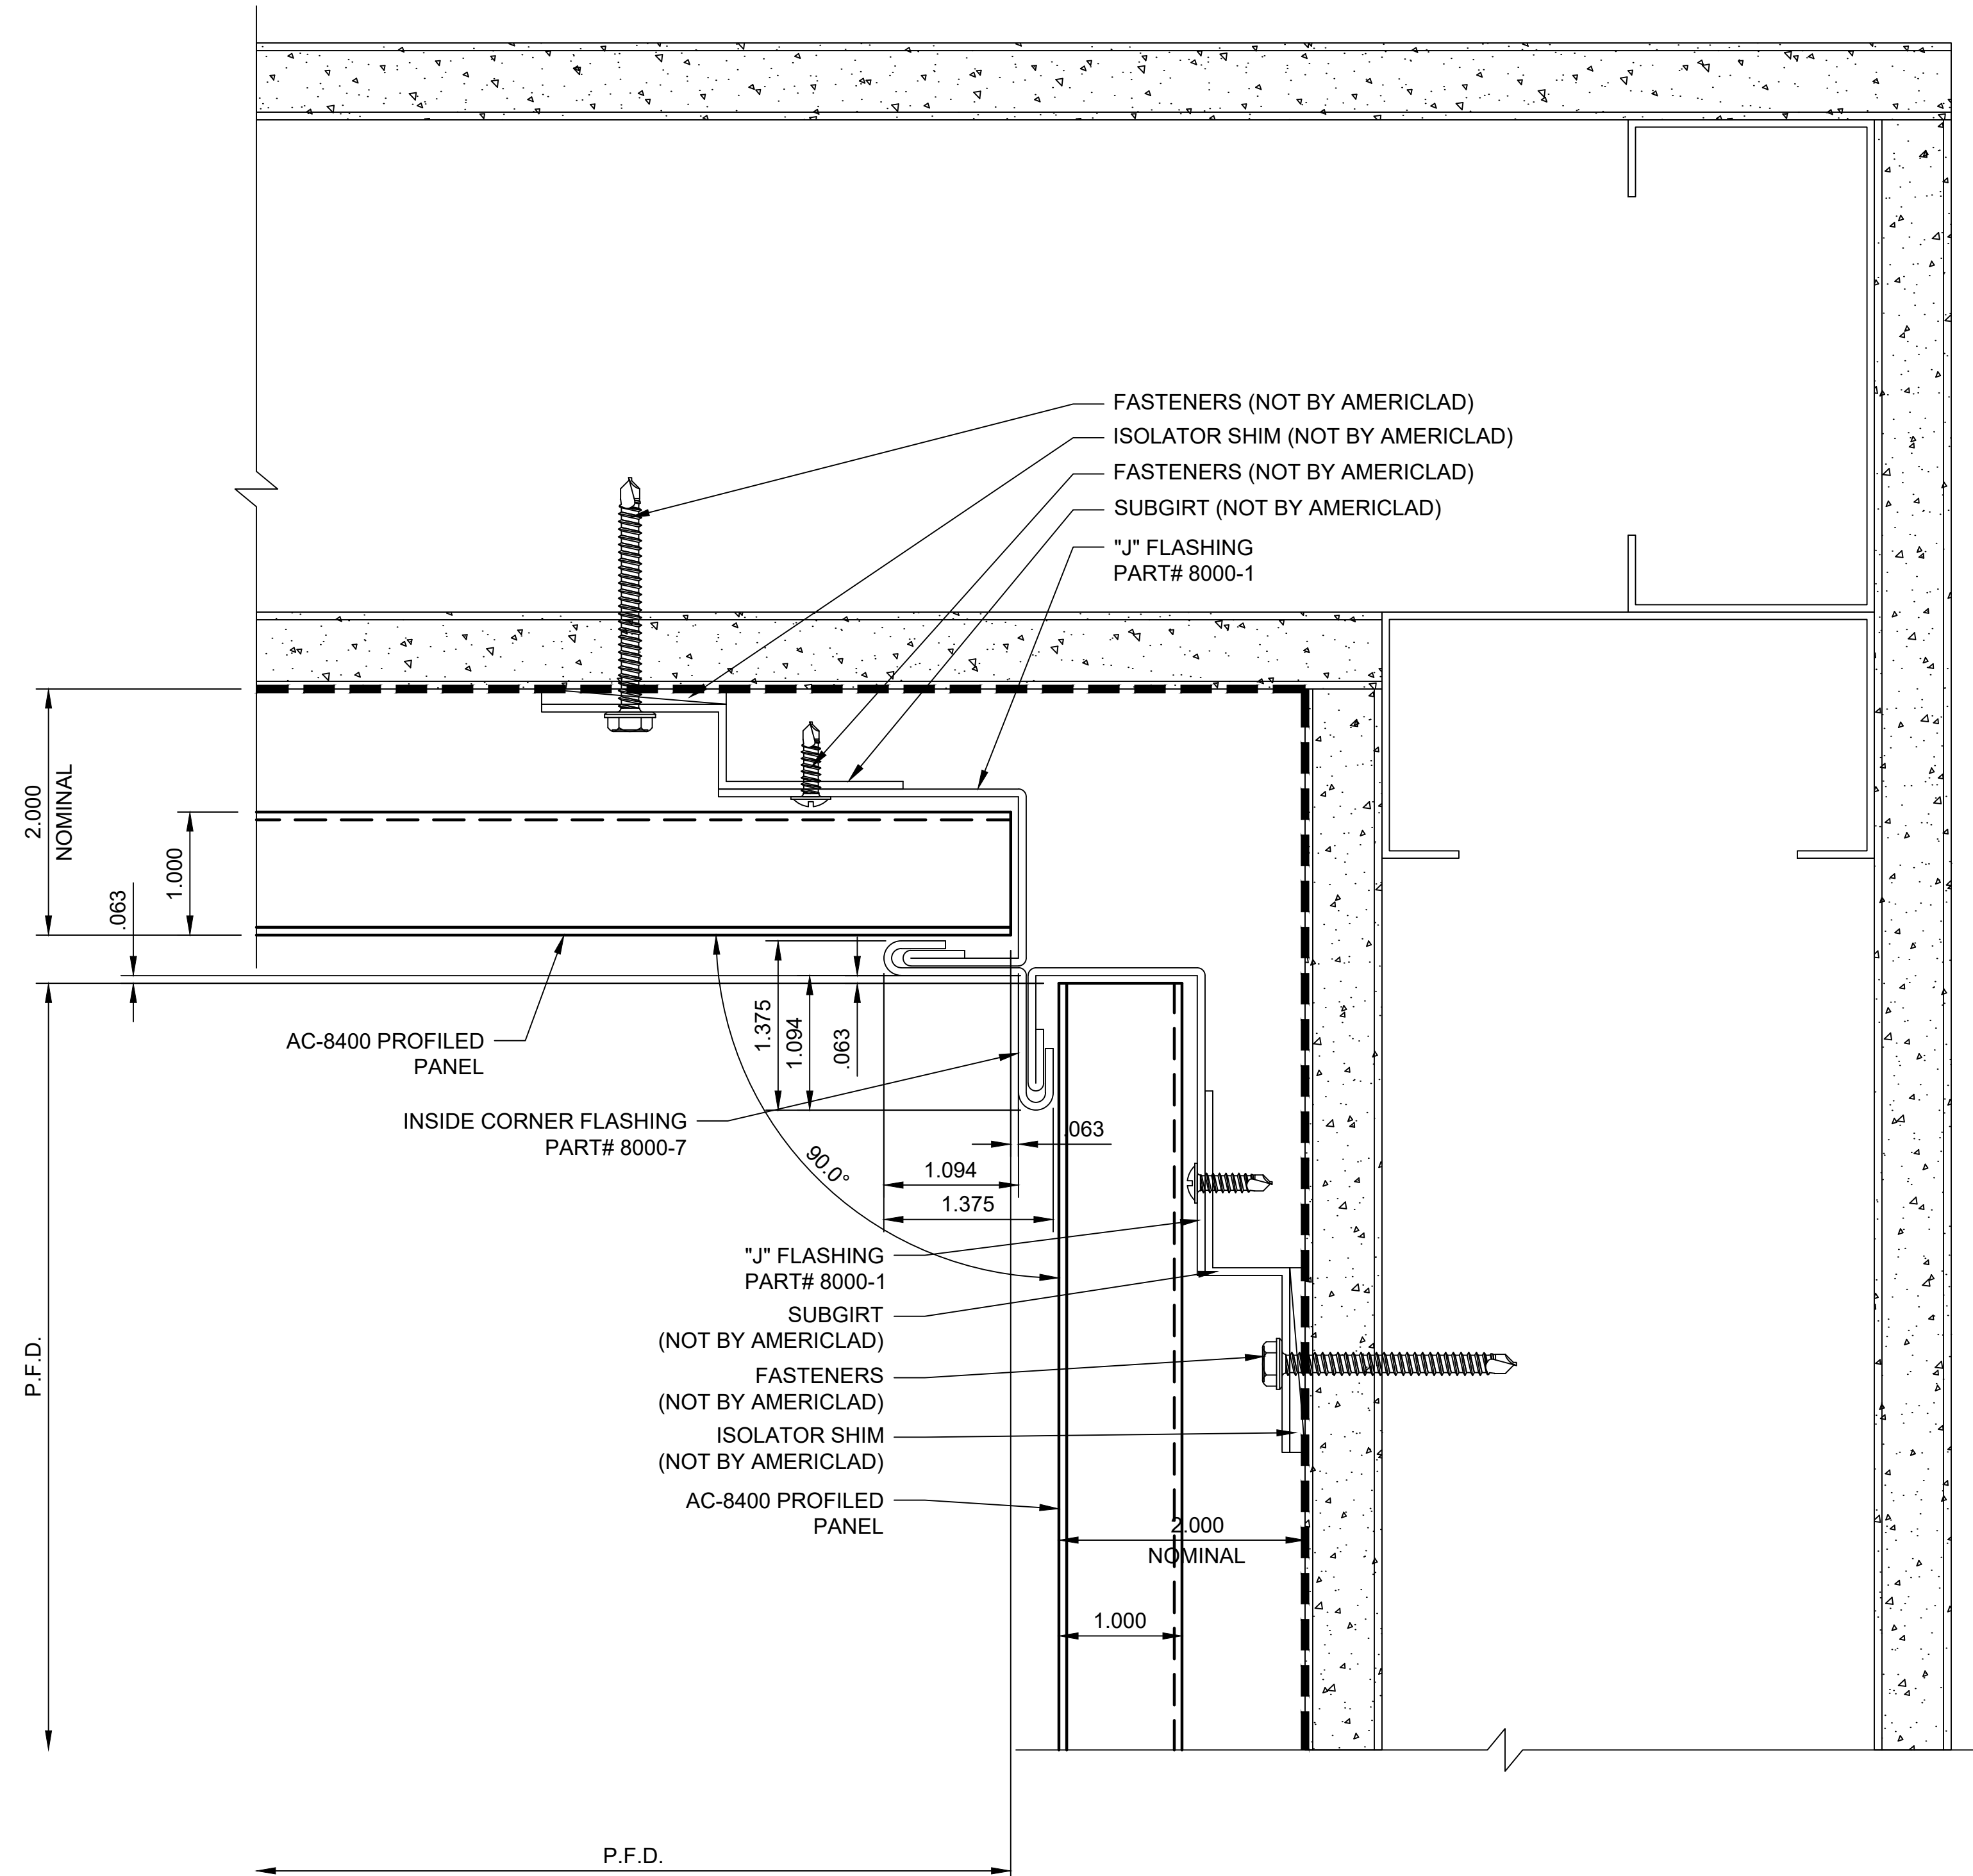 FASTENERS (NOT BY AMERICLAD)
ISOLATOR SHIM (NOT BY AMERICLAD)
FASTENERS (NOT BY AMERICLAD)
SUBGIRT (NOT BY AMERICLAD)
"J" FLASHING
PART# 8000-1
2.000
NOMINAL
1.000
.063
AC-8400 PROFILED
PANEL
1.375
1.094
.063
INSIDE CORNER FLASHING
PART# 8000-7
.063
90.0°
1.094
1.375
"J" FLASHING
PART# 8000-1
SUBGIRT
(NOT BY AMERICLAD)
FASTENERS
(NOT BY AMERICLAD)
ISOLATOR SHIM
(NOT BY AMERICLAD)
AC-8400 PROFILED
PANEL
P.F.D.
2.000
NOMINAL
1.000
P.F.D.